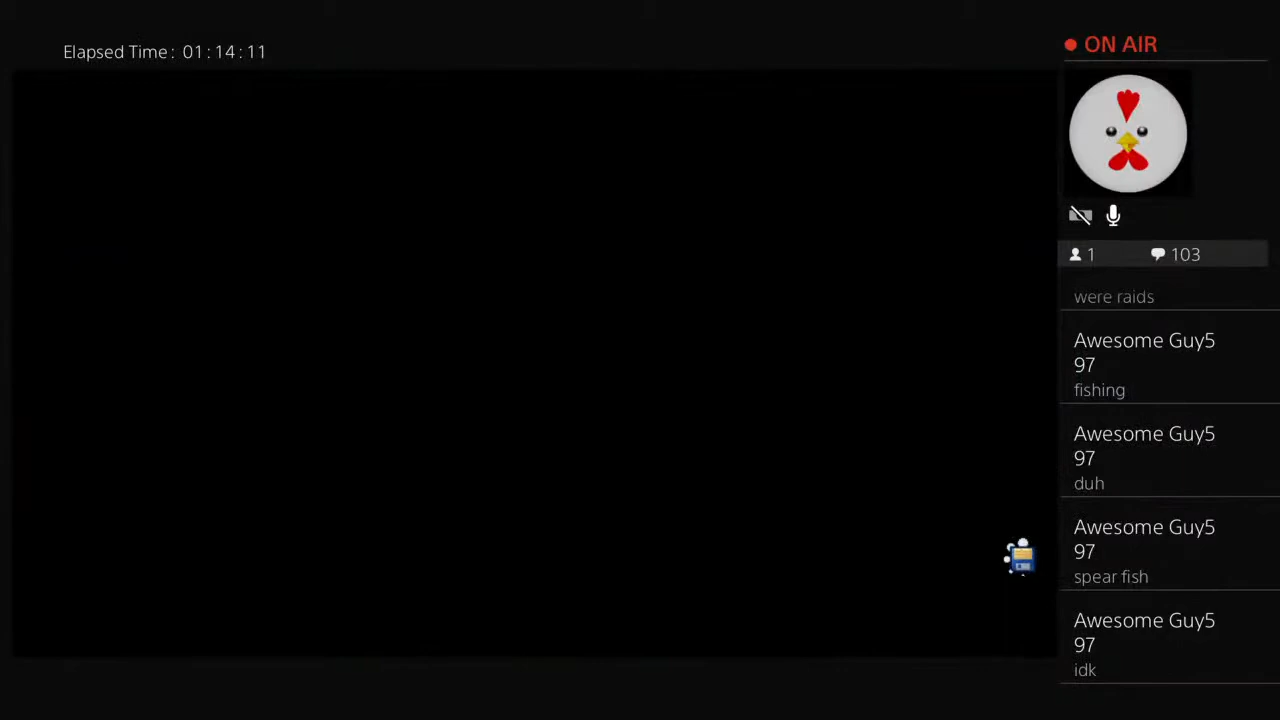 Elapsed Time: 01:14:11
ON AIR
1 103
were raids
Awesome Guy5
97
fishing
Awesome Guy5
97
duh
Awesome Guy5
97
spear fish
Awesome Guy5
97
idk